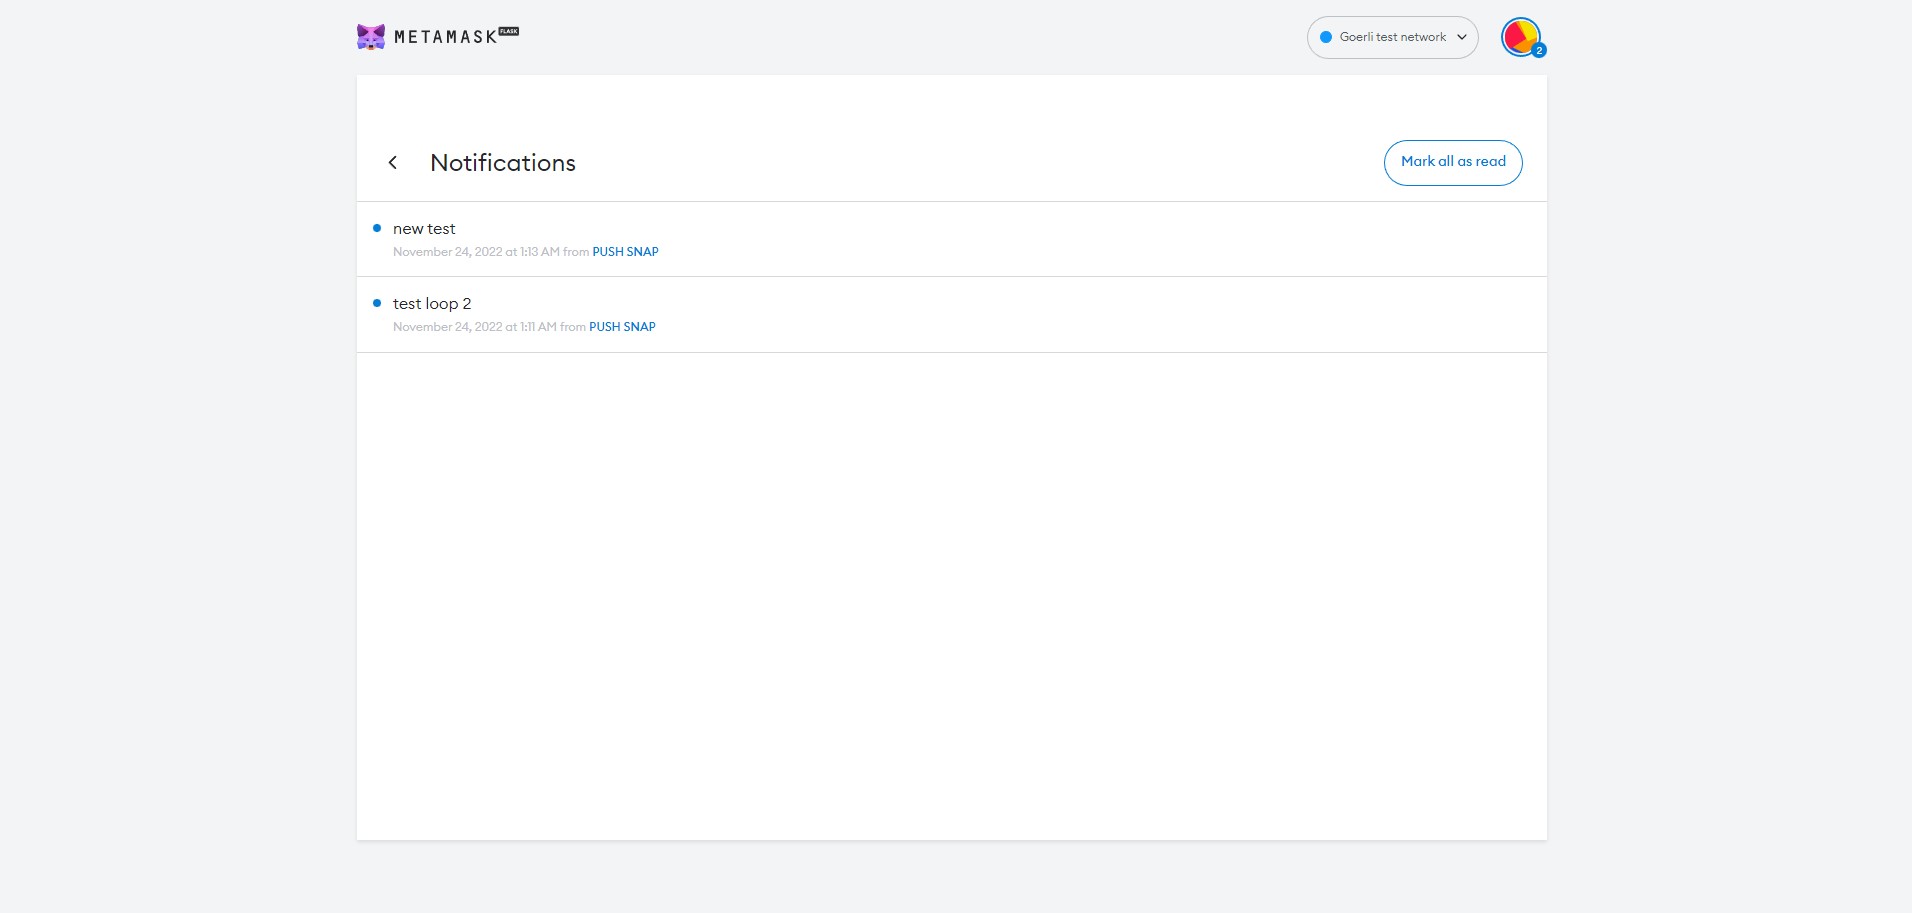 METAMASK FLASK
Goerli test network
2
Notifications
Mark all as read
new test
November 24, 2022 at 1:13 AM from PUSH SNAP
test loop 2
November 24, 2022 at 1:11 AM from PUSH SNAP